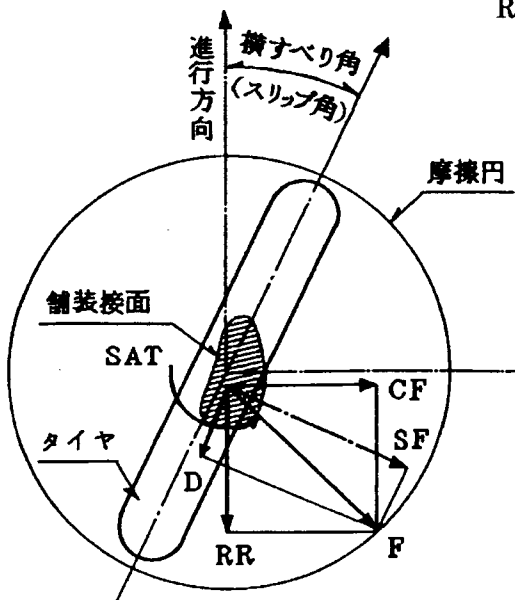 R
進行方向
横すべり角
(スリップ角)
摩擦円
舗装接面
SAT
CF
SF
タイヤ
D
RR
F